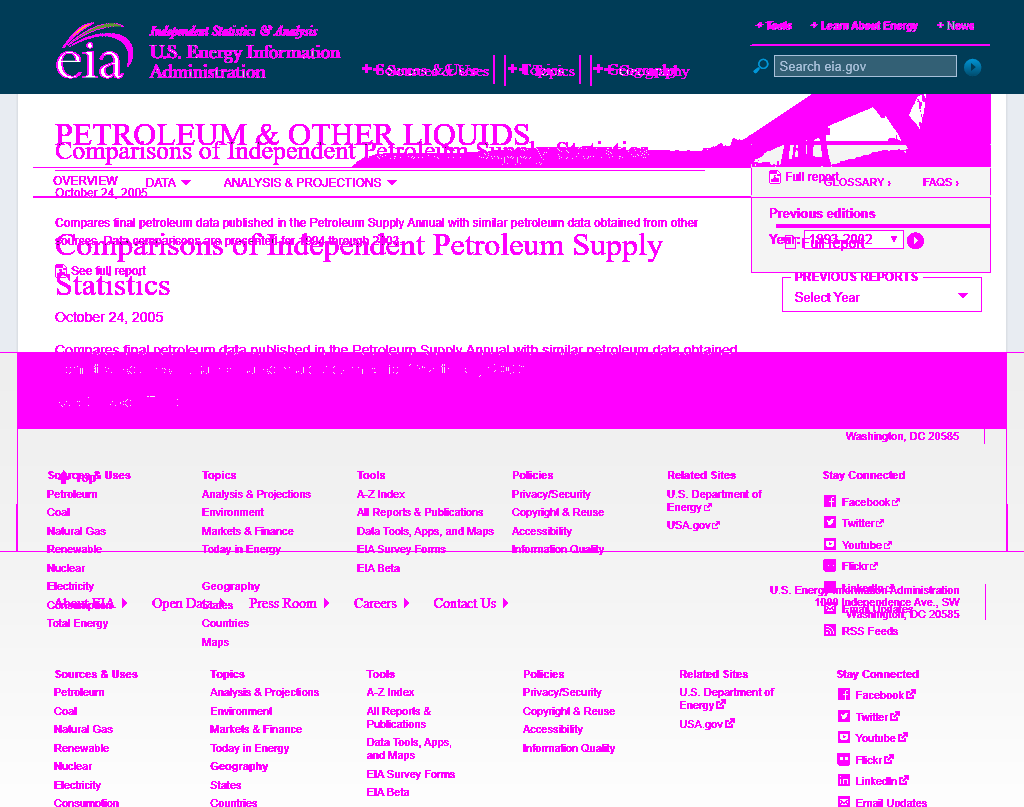 Independent Statistics & Analysis
eia
U.S. Energy Information
Administration
+ Tools + Learn About Energy + News
Sources & Uses Topics Geography
Search eia.gov
PETROLEUM & OTHER LIQUIDS
Comparisons of Independent Petroleum Supply Statistics
OVERVIEW DATA ANALYSIS & PROJECTIONS
GLOSSARY › FAQS ›
Full report
October 24, 2005
Compares final petroleum data published in the Petroleum Supply Annual with similar petroleum data obtained from other
sources. Data comparisons are presented for 1994 through 2003.
Previous editions
Year: 1993-2002
Full report
Comparisons of Independent Petroleum Supply
Statistics
See full report
PREVIOUS REPORTS
Select Year
October 24, 2005
Compares final petroleum data published in the Petroleum Supply Annual with similar petroleum data obtained
Washington, DC 20585
Top
Sources & Uses
Petroleum
Coal
Natural Gas
Renewable
Nuclear
Electricity
Consumption
Total Energy
Topics
Analysis & Projections
Environment
Markets & Finance
Today in Energy
Geography
States
Countries
Maps
Tools
A-Z Index
All Reports & Publications
Data Tools, Apps, and Maps
EIA Survey Forms
EIA Beta
Policies
Privacy/Security
Copyright & Reuse
Accessibility
Information Quality
Related Sites
U.S. Department of
Energy
USA.gov
Stay Connected
Facebook
Twitter
Youtube
Flickr
LinkedIn
Email Updates
RSS Feeds
About EIA Open Data Press Room Careers Contact Us
U.S. Energy Information Administration
1000 Independence Ave., SW
Washington, DC 20585
Sources & Uses
Petroleum
Coal
Natural Gas
Renewable
Nuclear
Electricity
Consumption
Topics
Analysis & Projections
Environment
Markets & Finance
Today in Energy
Geography
States
Countries
Tools
A-Z Index
All Reports &
Publications
Data Tools, Apps,
and Maps
EIA Survey Forms
EIA Beta
Policies
Privacy/Security
Copyright & Reuse
Accessibility
Information Quality
Related Sites
U.S. Department of
Energy
USA.gov
Stay Connected
Facebook
Twitter
Youtube
Flickr
LinkedIn
Email Updates